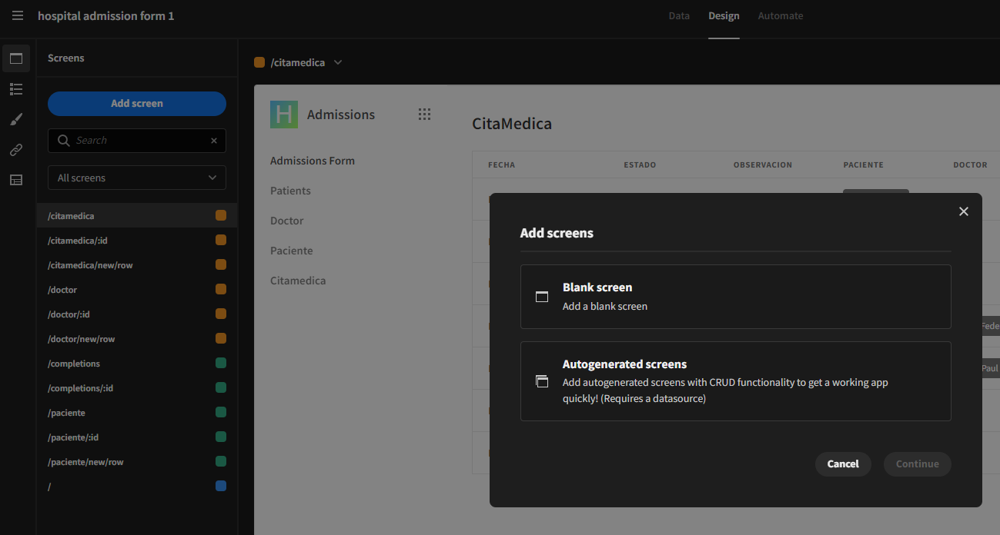 hospital admission form 1
Data
Design
Automate
Screens
Add screen
Search
All screens
/citamedica
/citamedica/:id
/citamedica/new/row
/doctor
/doctor/:id
/doctor/new/row
/completions
/completions/:id
/paciente
/paciente/:id
/paciente/new/row
/
/citamedica
H Admissions
Admissions Form
Patients
Doctor
Paciente
Citamedica
CitaMedica
FECHA ESTADO OBSERVACION PACIENTE DOCTOR
Fede
Paul
Add screens
Blank screen
Add a blank screen
Autogenerated screens
Add autogenerated screens with CRUD functionality to get a working app
quickly! (Requires a datasource)
Cancel
Continue